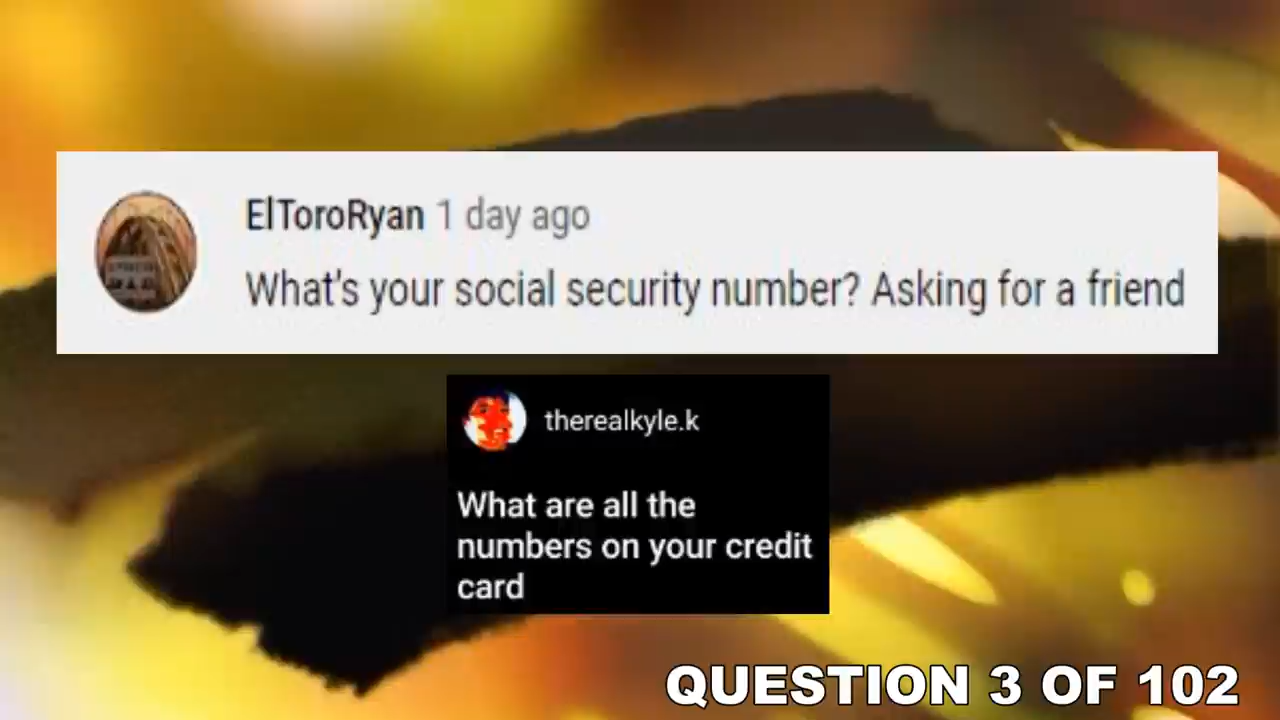 ElToroRyan 1 day ago
What's your social security number? Asking for a friend
therealkyle.k
What are all the
numbers on your credit
card
QUESTION 3 OF 102